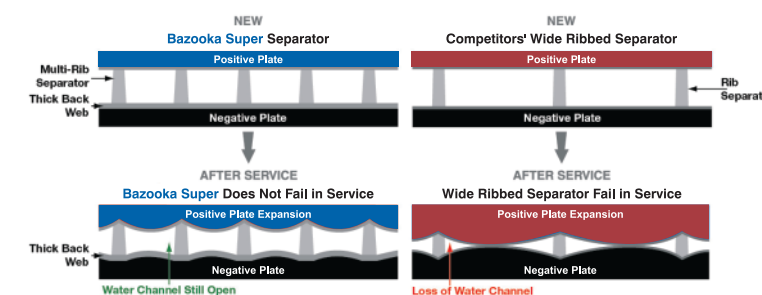 NEW
Bazooka Super Separator
Positive Plate
Multi-Rib
Separator
Thick Back
Web
Negative Plate
NEW
Competitors' Wide Ribbed Separator
Positive Plate
Rib
Separat
Negative Plate
AFTER SERVICE
Bazooka Super Does Not Fail in Service
Positive Plate Expansion
Thick Back
Web
Negative Plate
Water Channel Still Open
AFTER SERVICE
Wide Ribbed Separator Fail in Service
Positive Plate Expansion
Negative Plate
Loss of Water Channel